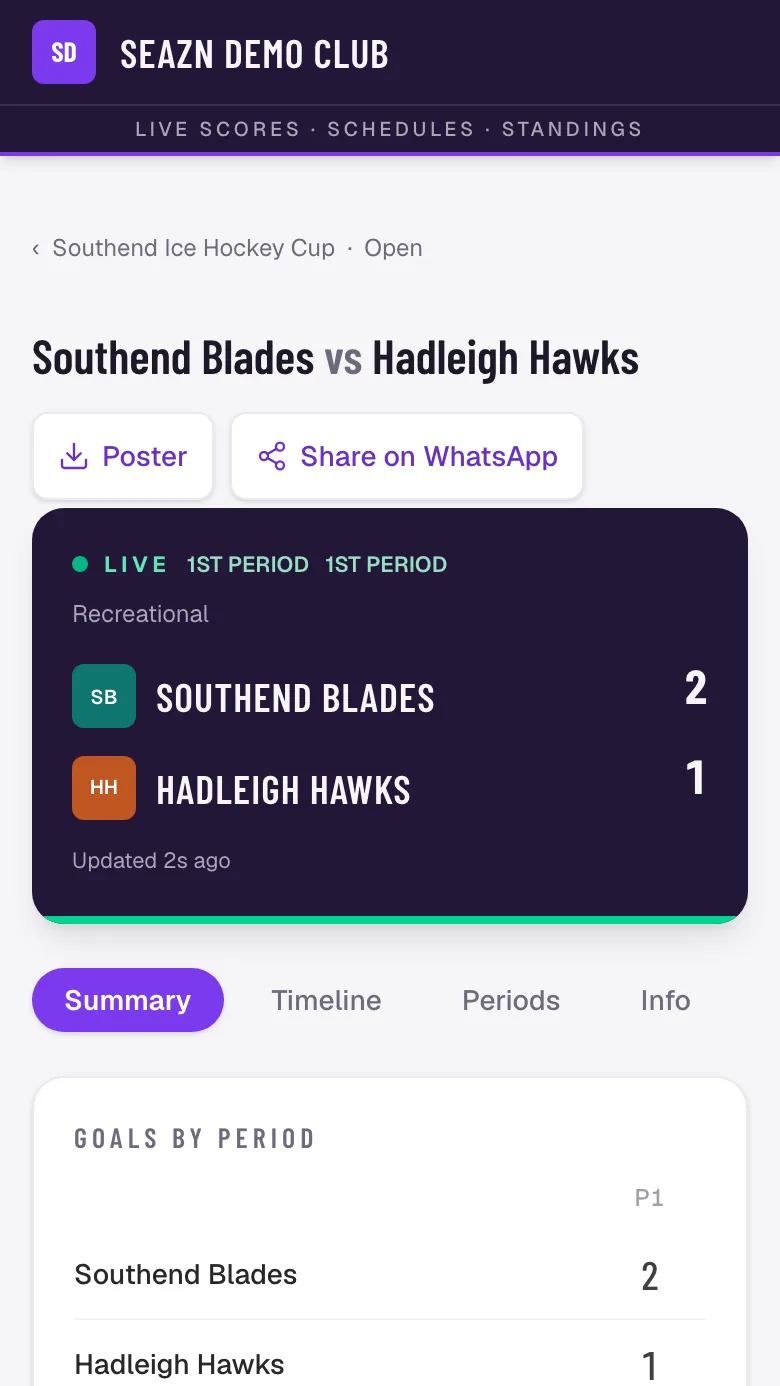 SD SEAZN DEMO CLUB
LIVE SCORES · SCHEDULES · STANDINGS
‹ Southend Ice Hockey Cup · Open
Southend Blades vs Hadleigh Hawks
Poster Share on WhatsApp
LIVE 1ST PERIOD 1ST PERIOD
Recreational
SB SOUTHEND BLADES 2
HH HADLEIGH HAWKS 1
Updated 2s ago
Summary Timeline Periods Info
GOALS BY PERIOD
P1
Southend Blades 2
Hadleigh Hawks 1